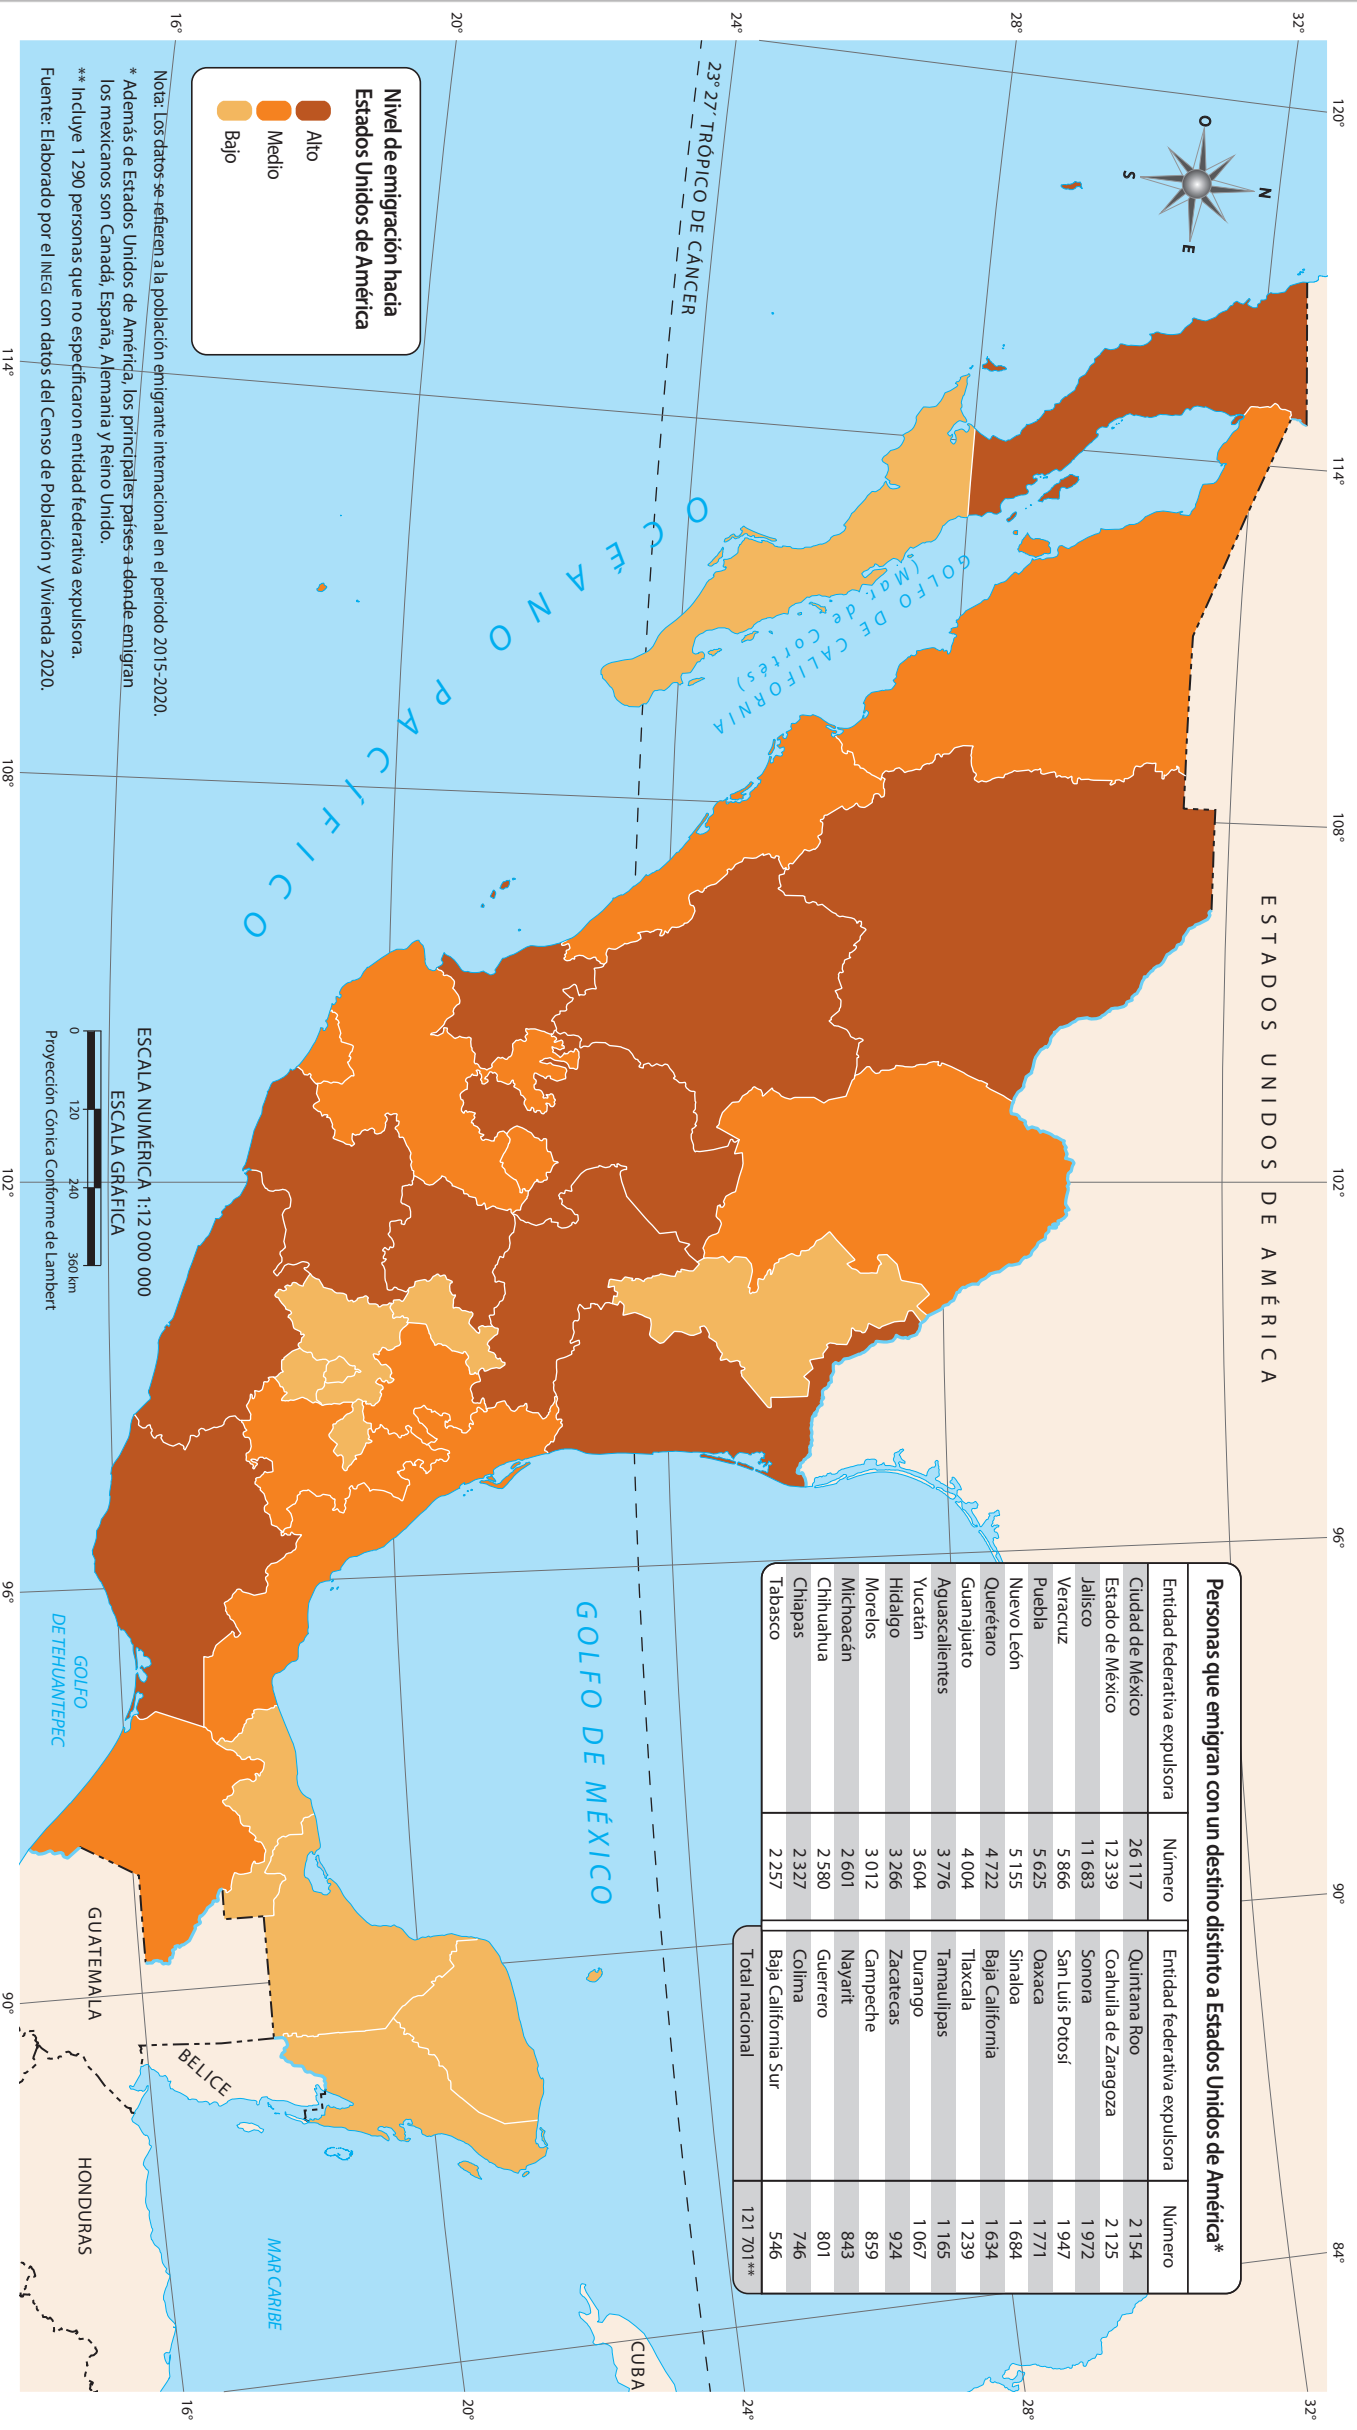 32°
28°
24°
20°
16°
120°
114°
108°
102°
96°
90°
84°
N
O
E
S
23° 27´ TRÓPICO DE CÁNCER
ESTADOS UNIDOS DE AMÉRICA
GOLFO DE CALIFORNIA
(Mar de Cortés)
OCÉANO PACÍFICO
GOLFO DE MÉXICO
Personas que emigran con un destino distinto a Estados Unidos de América*
Entidad federativa expulsora Número Entidad federativa expulsora Número
Ciudad de México 26 117 Quintana Roo 2 154
Estado de México 12 339 Coahuila de Zaragoza 2 125
Jalisco 11 683 Sonora 1 972
Veracruz 5 866 San Luis Potosí 1 947
Puebla 5 625 Oaxaca 1 771
Nuevo León 5 155 Sinaloa 1 684
Querétaro 4 722 Baja California 1 634
Guanajuato 4 004 Tlaxcala 1 239
Aguascalientes 3 776 Tamaulipas 1 165
Yucatán 3 604 Durango 1 067
Hidalgo 3 266 Zacatecas 924
Morelos 3 012 Campeche 859
Michoacán 2 601 Nayarit 843
Chihuahua 2 580 Guerrero 801
Chiapas 2 327 Colima 746
Tabasco 2 257 Baja California Sur 546
Total nacional 121 701**
CUBA
MAR CARIBE
BELICE
GUATEMALA
HONDURAS
GOLFO
DE TEHUANTEPEC
Nivel de emigración hacia
Estados Unidos de América
Alto
Medio
Bajo
Nota: Los datos se refieren a la población emigrante internacional en el periodo 2015-2020.
* Además de Estados Unidos de América, los principales países a donde emigran
los mexicanos son Canadá, España, Alemania y Reino Unido.
** Incluye 1 290 personas que no especificaron entidad federativa expulsora.
Fuente: Elaborado por el INEGI con datos del Censo de Población y Vivienda 2020.
ESCALA NUMÉRICA 1:12 000 000
ESCALA GRÁFICA
0 120 240 360 km
Proyección Cónica Conforme de Lambert
114°
108°
102°
96°
90°
32°
28°
24°
20°
16°